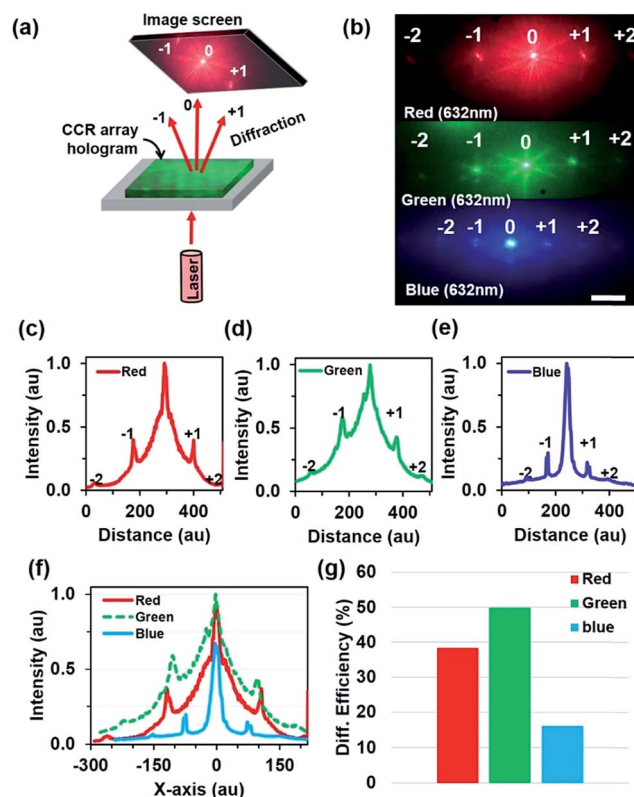 (a)
Image screen
-1
0
+1
0
-1
+1
Diffraction
CCR array
hologram
Laser
(b)
-2 -1 0 +1 +2
Red (632nm)
-2 -1 0 +1 +2
Green (632nm)
-2 -1 0 +1 +2
Blue (632nm)
(c)
Intensity (au)
1.0
0.5
0.0
Red
-2
-1
+1
+2
0 200 400
Distance (au)
(d)
Intensity (au)
1.0
0.5
0.0
Green
-2
-1
+1
+2
0 200 400
Distance (au)
(e)
Intensity (au)
1.0
0.5
0.0
Blue
-2
-1
+1
+2
0 200 400
Distance (au)
(f)
Intensity (au)
1.0
0.5
0.0
Red
Green
Blue
-300 -150 0 150
X-axis (au)
(g)
Diff. Efficiency (%)
60
50
40
30
20
10
0
Red
Green
blue